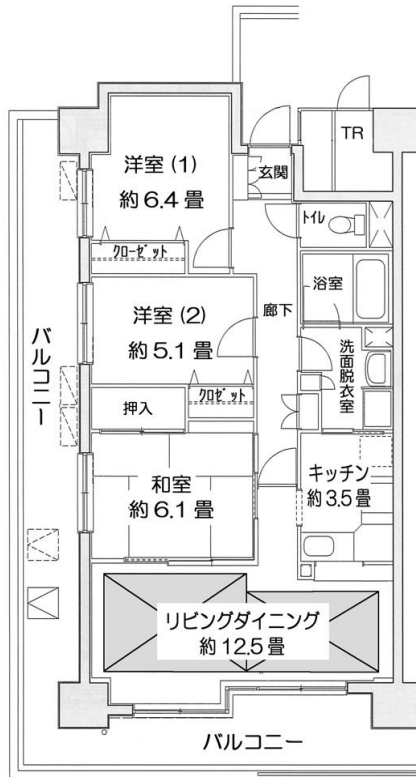 TR
洋室 (1)
約 6.4 畳
玄関
ﾄｲﾚ
ｸﾛｰｾﾞｯﾄ
浴室
洋室 (2)
約 5.1 畳
廊下
洗面脱衣室
バルコニー
押入
ｸﾛｾﾞｯﾄ
和室
約 6.1 畳
キッチン
約 3.5 畳
リビングダイニング
約 12.5 畳
バルコニー